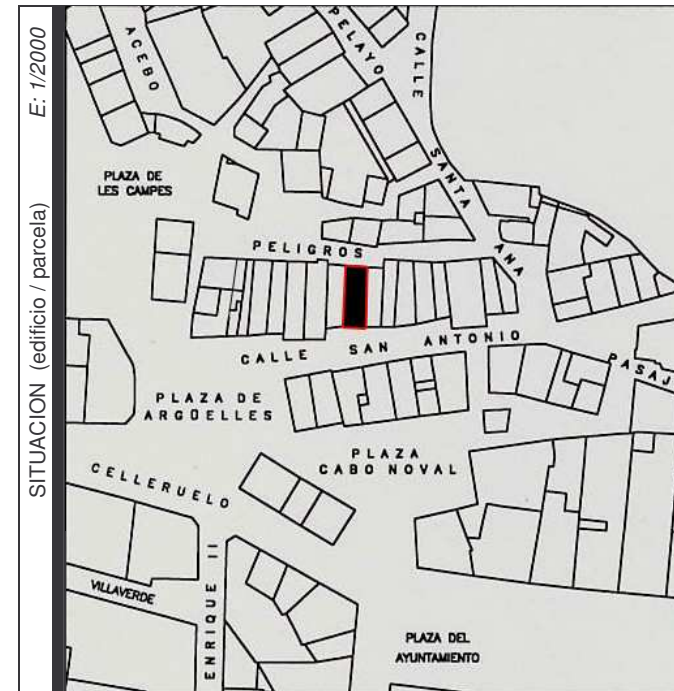 SITUACION (edificio / parcela) E: 1/2000
ACEBO
PELAYO
CALLE
SANTA ANA
PLAZA DE
LES CAMPES
PELIGROS
CALLE SAN ANTONIO
PASAJ
PLAZA DE
ARGÜELLES
PLAZA
CABO NOVAL
CELLERUELO
VILLAVERDE
ENRIQUE II
PLAZA DEL
AYUNTAMIENTO